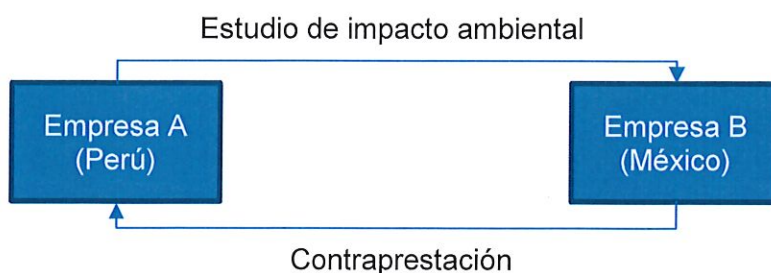 Estudio de impacto ambiental
Empresa A
(Perú)
Empresa B
(México)
Contraprestación